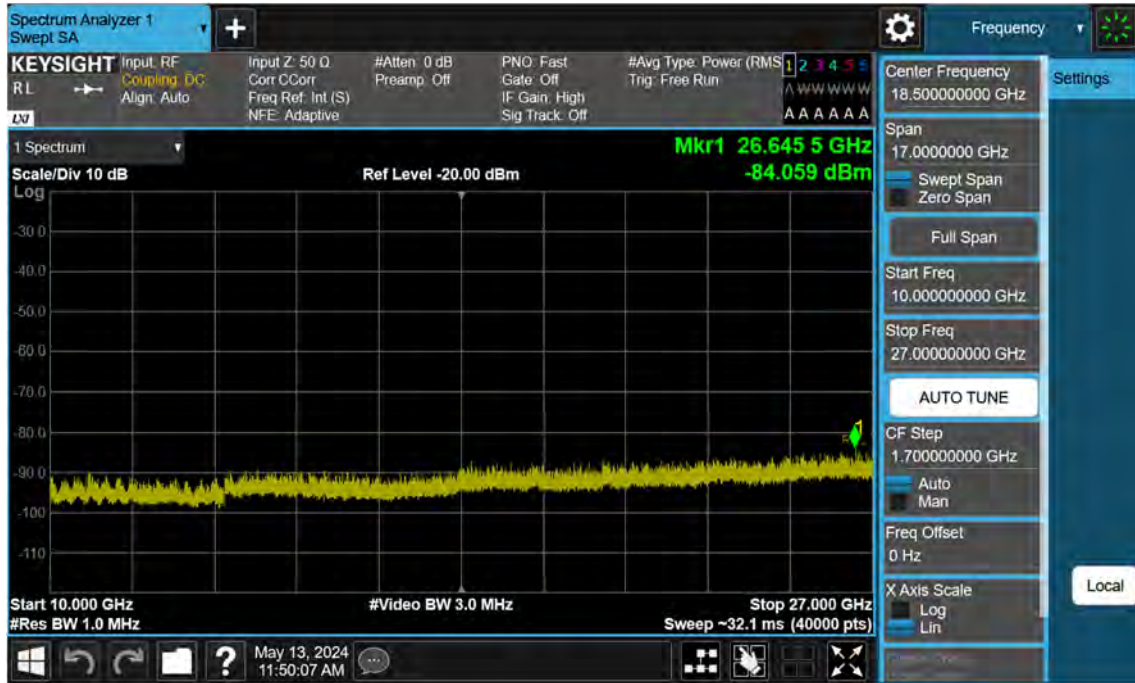 Spectrum Analyzer 1
Swept SA
+
Frequency
KEYSIGHT
RL
LXI
Input: RF
Coupling: DC
Align: Auto
Input Z: 50 Ω
Corr CCorr
Freq Ref: Int (S)
NFE: Adaptive
#Atten: 0 dB
Preamp: Off
PNO: Fast
Gate: Off
IF Gain: High
Sig Track: Off
#Avg Type: Power (RMS
Trig: Free Run
1 2 3 4 5 6
A W W W W W
A A A A A A
1 Spectrum
Scale/Div 10 dB
Log
Ref Level -20.00 dBm
Mkr1 26.645 5 GHz
-84.059 dBm
-30.0
-40.0
-50.0
-60.0
-70.0
-80.0
-90.0
-100
-110
1
Start 10.000 GHz
#Res BW 1.0 MHz
#Video BW 3.0 MHz
Stop 27.000 GHz
Sweep ~32.1 ms (40000 pts)
Center Frequency
18.500000000 GHz
Span
17.0000000 GHz
Swept Span
Zero Span
Full Span
Start Freq
10.000000000 GHz
Stop Freq
27.000000000 GHz
AUTO TUNE
CF Step
1.700000000 GHz
Auto
Man
Freq Offset
0 Hz
X Axis Scale
Log
Lin
Settings
Local
?
May 13, 2024
11:50:07 AM